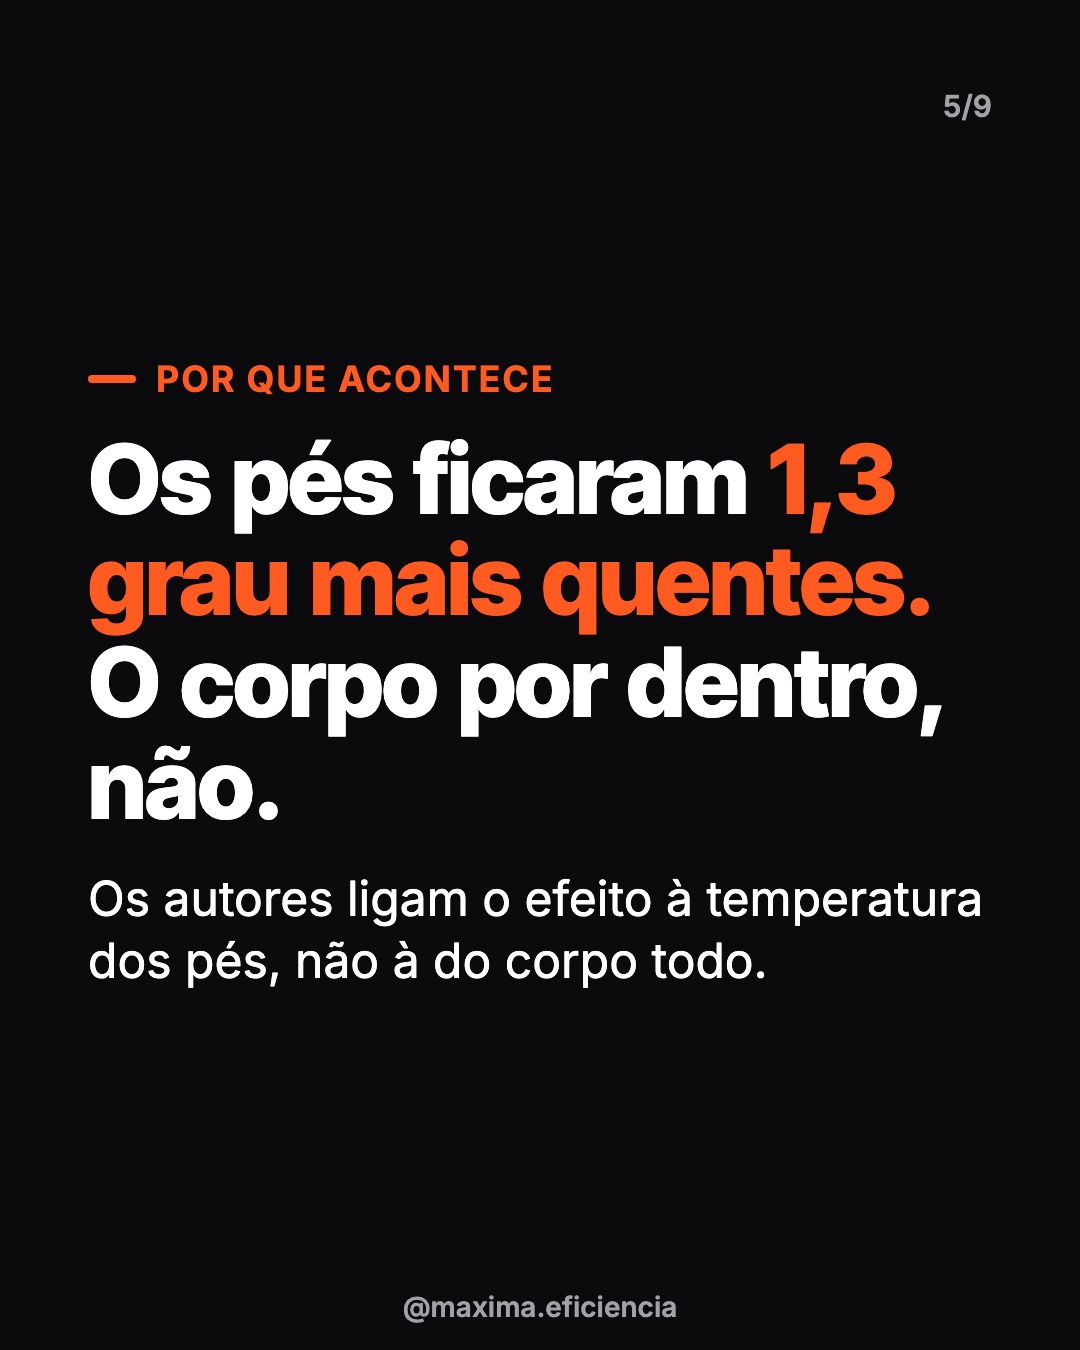 5/9
POR QUE ACONTECE
Os pés ficaram 1,3
grau mais quentes.
O corpo por dentro,
não.
Os autores ligam o efeito à temperatura
dos pés, não à do corpo todo.
@maxima.eficiencia